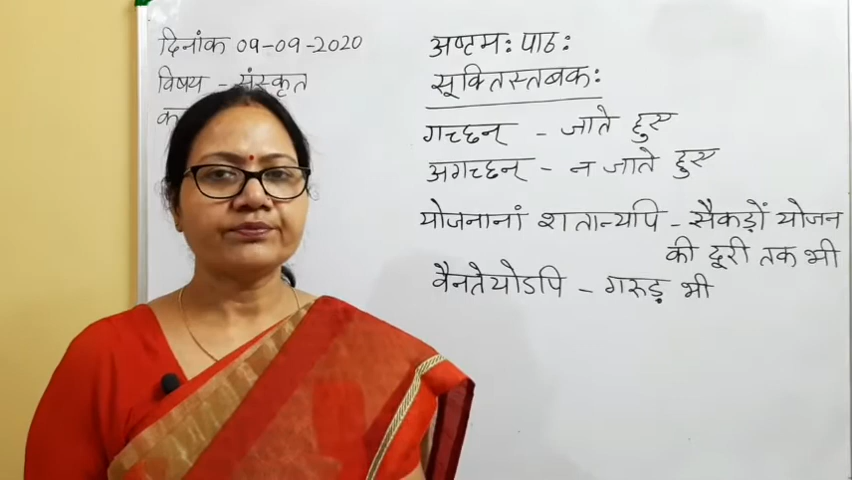 दिनांक 09-09-2020
विषय - संस्कृत
अष्टमः पाठः
सूक्तिस्तबकः
गच्छन् - जाते हुए
अगच्छन् - न जाते हुए
योजनानां शतान्यपि - सैकड़ों योजन
की दूरी तक भी
वैनतेयोऽपि - गरूड़ भी